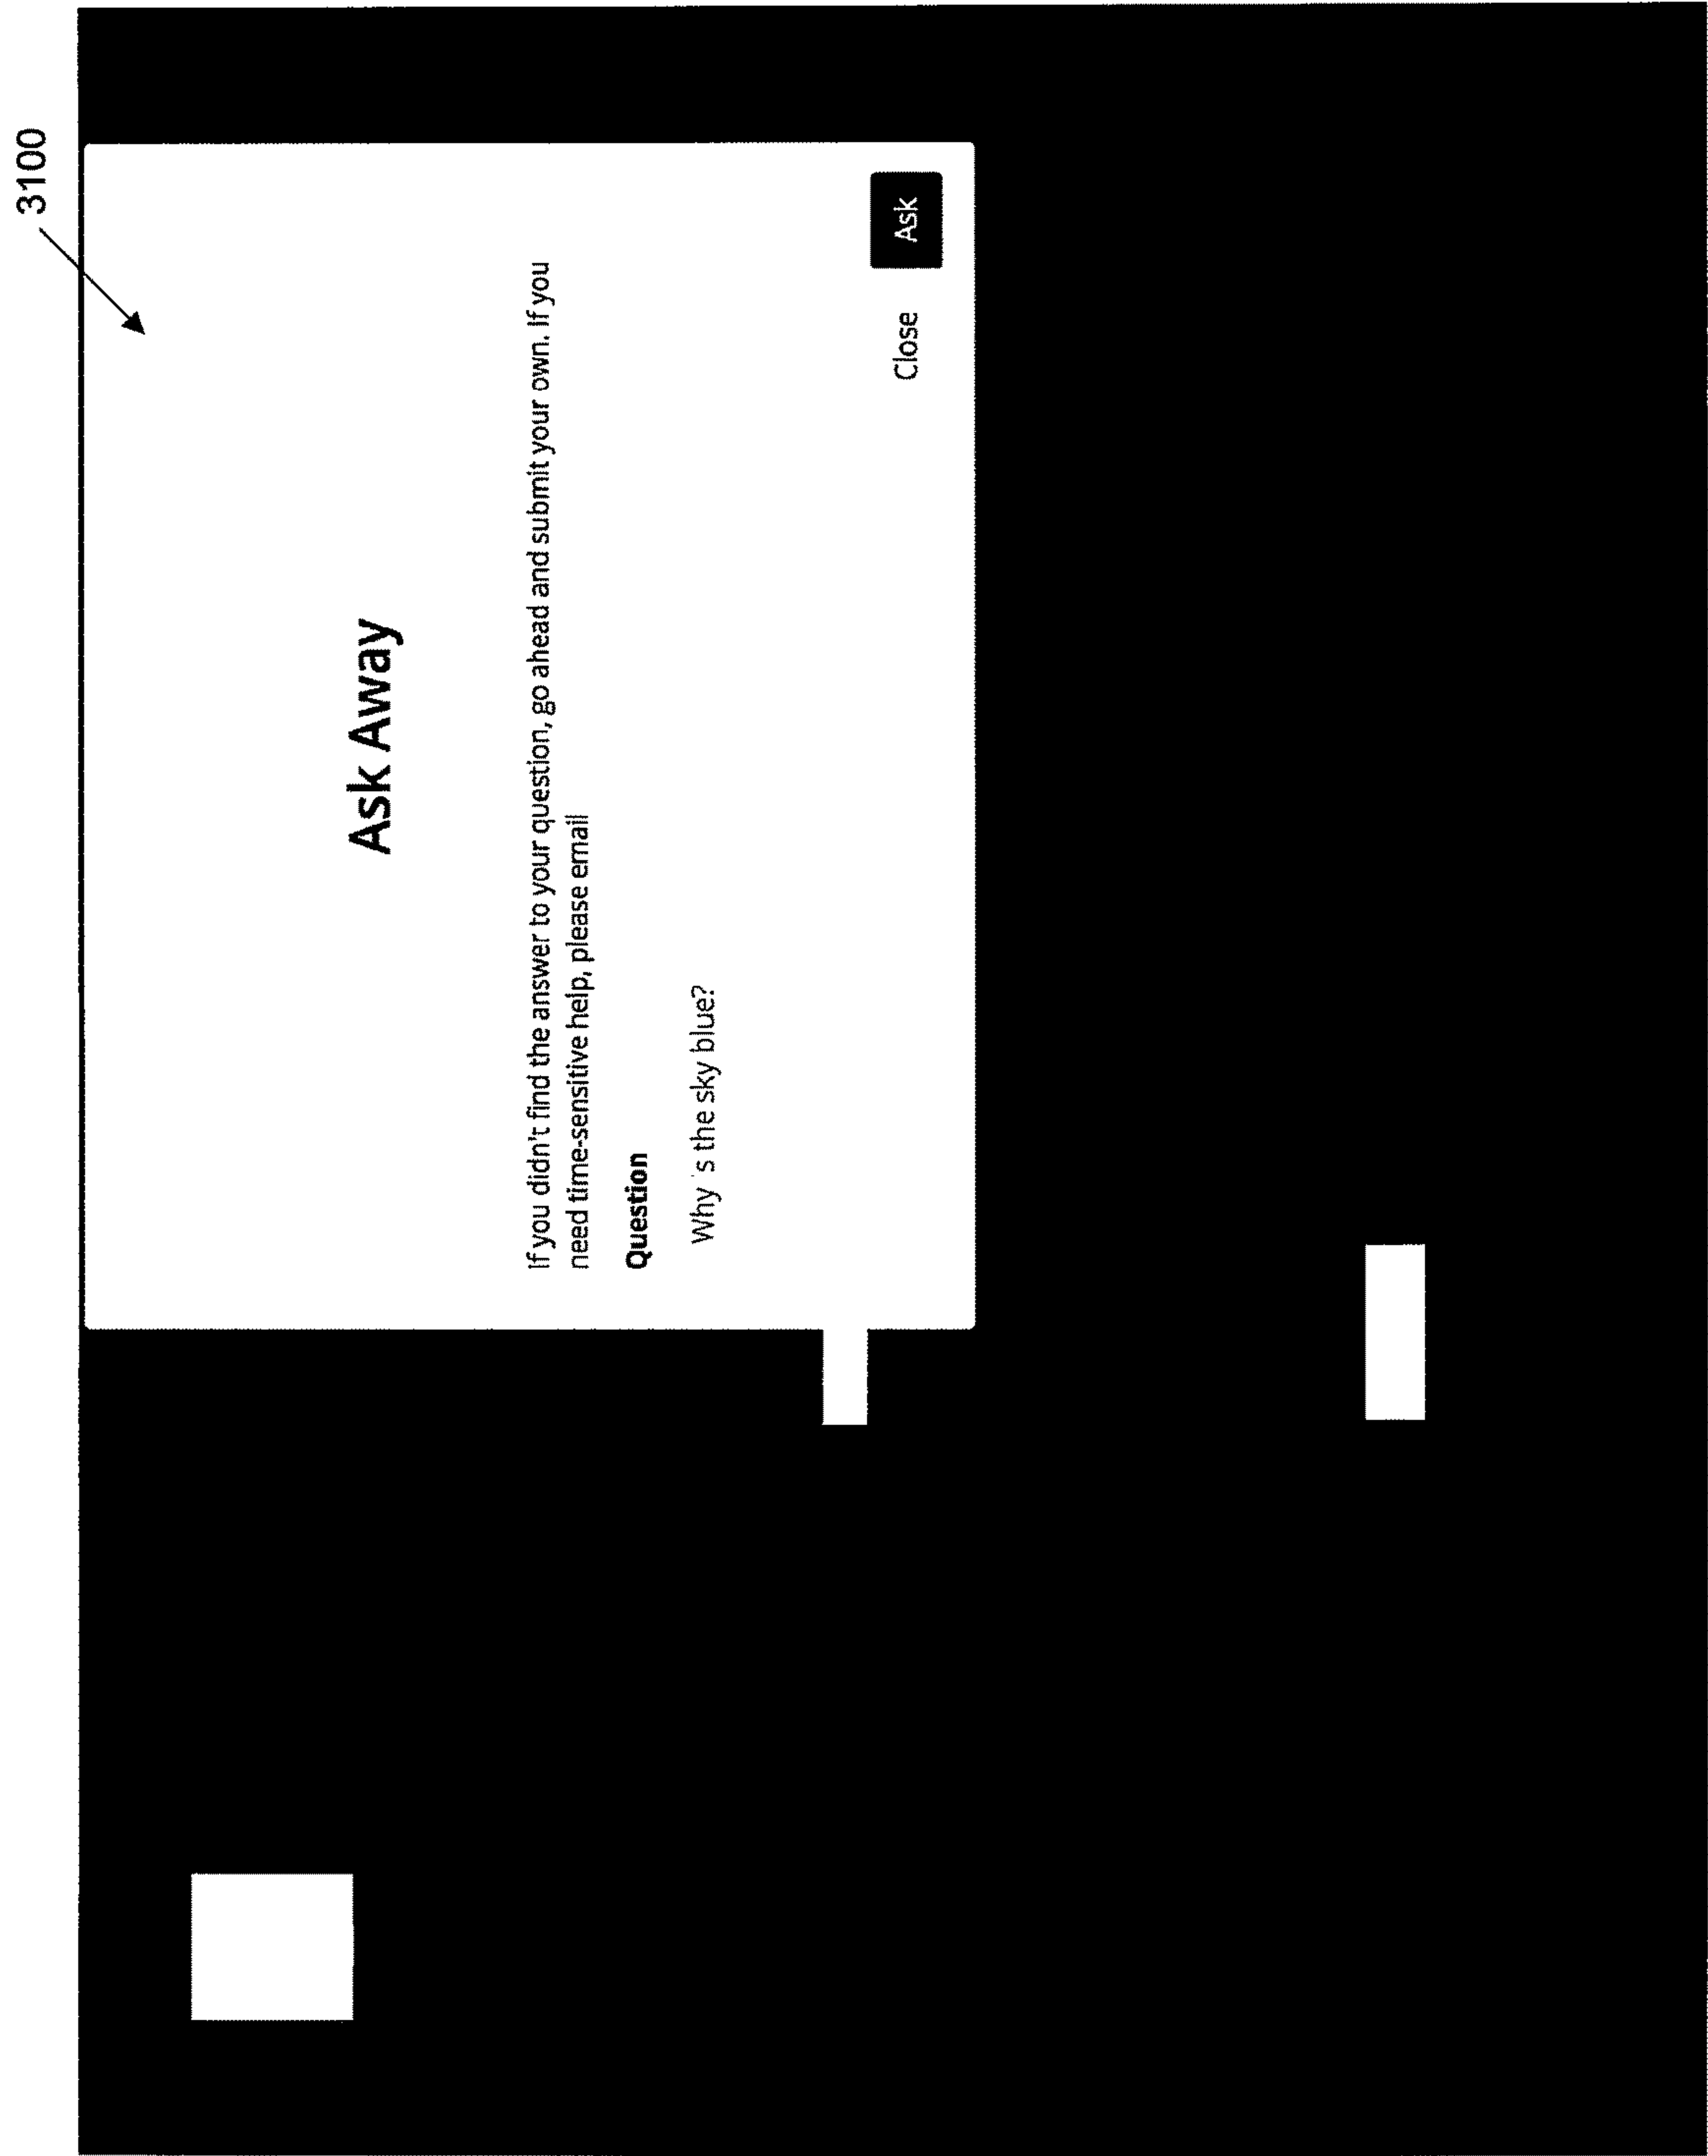 3100
Ask Away
If you didn't find the answer to your question, go ahead and submit your own. If you
need time-sensitive help, please email
Question
Why 's the sky blue?
Close Ask